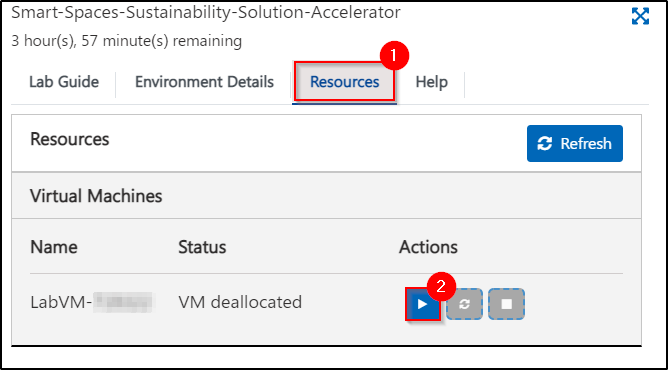 Smart-Spaces-Sustainability-Solution-Accelerator
3 hour(s), 57 minute(s) remaining
1
Lab Guide Environment Details Resources Help
Resources Refresh
Virtual Machines
Name Status Actions
2
LabVM- VM deallocated